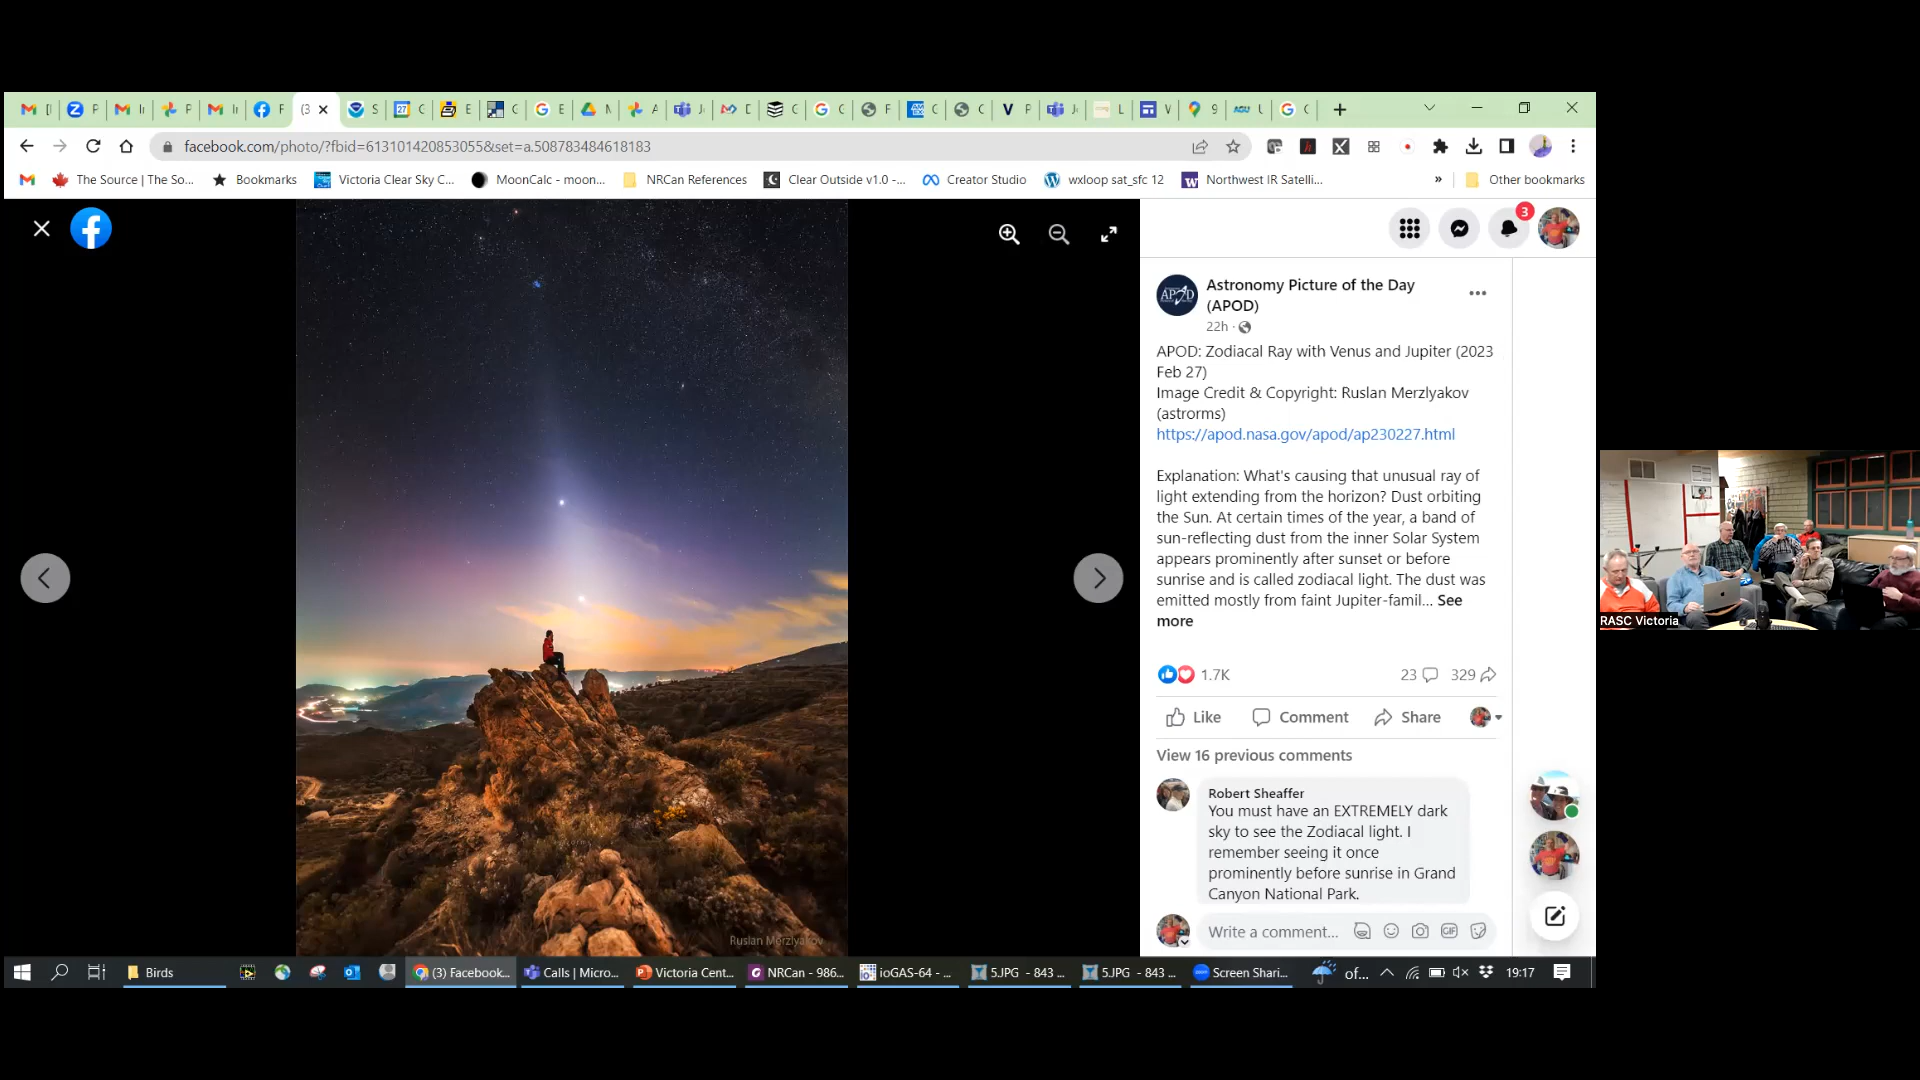 facebook.com/photo/?fbid=613101420853055&set=a.508783484618183
The Source | The So...
Bookmarks
Victoria Clear Sky C...
MoonCalc - moon...
NRCan References
Clear Outside v1.0 -...
Creator Studio
wxloop sat_sfc 12
Northwest IR Satelli...
»
Other bookmarks
3
Astronomy Picture of the Day
(APOD)
22h ·
APOD: Zodiacal Ray with Venus and Jupiter (2023
Feb 27)
Image Credit & Copyright: Ruslan Merzlyakov
(astrorms)
https://apod.nasa.gov/apod/ap230227.html
Explanation: What's causing that unusual ray of
light extending from the horizon? Dust orbiting
the Sun. At certain times of the year, a band of
sun-reflecting dust from the inner Solar System
appears prominently after sunset or before
sunrise and is called zodiacal light. The dust was
emitted mostly from faint Jupiter-famil... See
more
1.7K
23
329
Like
Comment
Share
View 16 previous comments
Robert Sheaffer
You must have an EXTREMELY dark
sky to see the Zodiacal light. I
remember seeing it once
prominently before sunrise in Grand
Canyon National Park.
Write a comment...
GIF
Ruslan Merzlyakov
RASC Victoria
Birds
(3) Facebook...
Calls | Micro...
Victoria Cent...
NRCan - 986...
ioGAS-64 - ...
5.JPG - 843 ...
5.JPG - 843 ...
Screen Shari...
of...
19:17